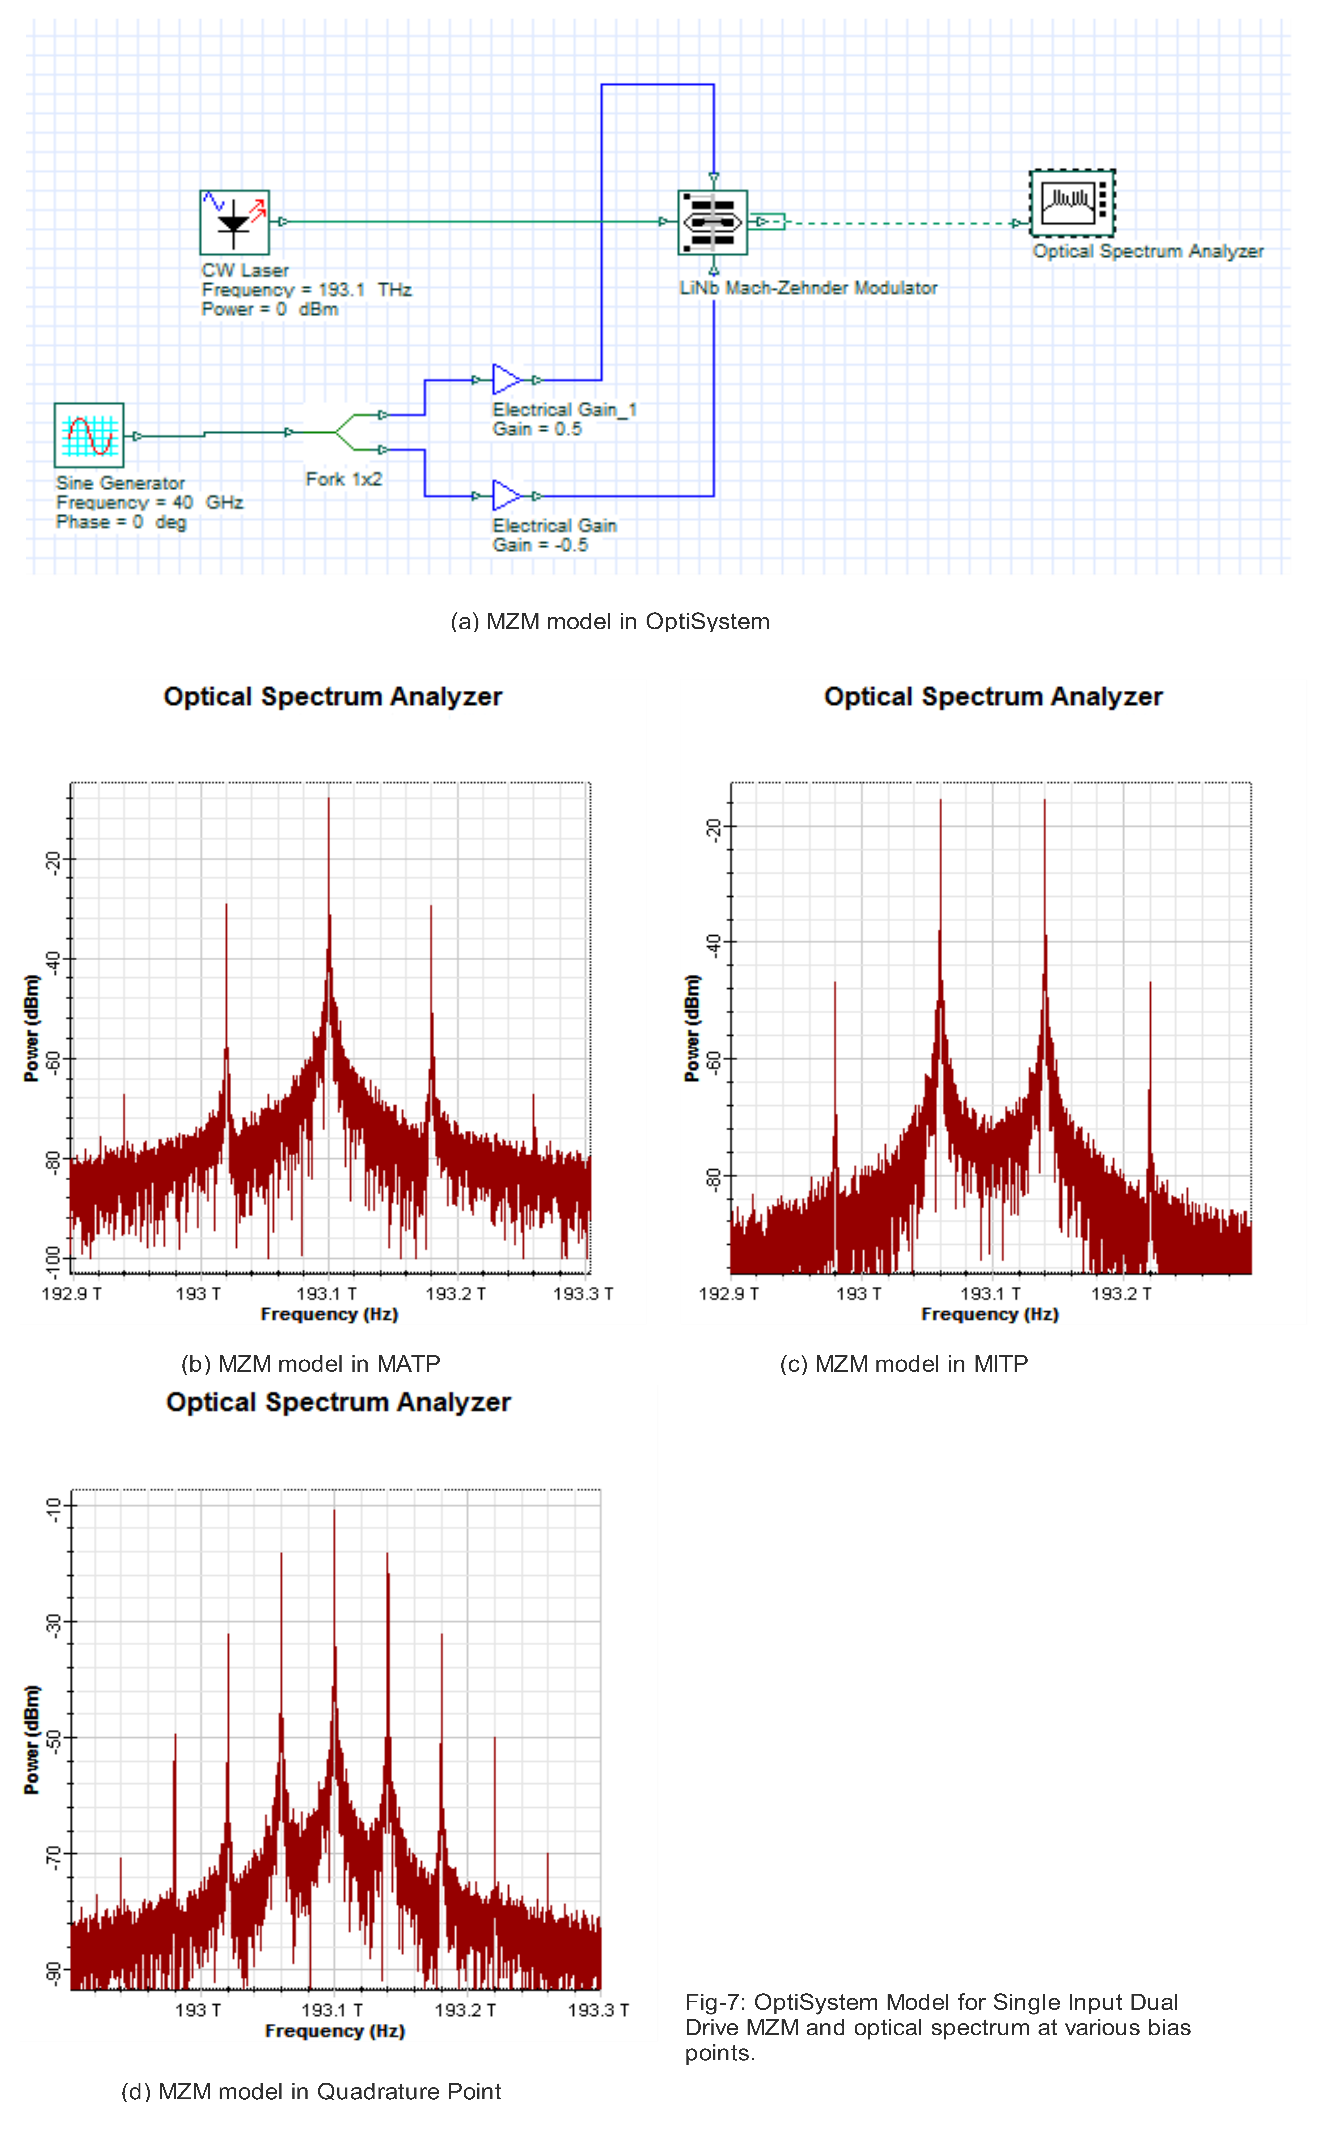 CW Laser
Frequency = 193.1 THz
Power = 0 dBm
LiNb Mach-Zehnder Modulator
Optical Spectrum Analyzer
Sine Generator
Frequency = 40 GHz
Phase = 0 deg
Fork 1x2
Electrical Gain_1
Gain = 0.5
Electrical Gain
Gain = -0.5
(a) MZM model in OptiSystem
Optical Spectrum Analyzer
Power (dBm)
-20
-40
-60
-80
-100
192.9 T 193 T 193.1 T 193.2 T 193.3 T
Frequency (Hz)
(b) MZM model in MATP
Optical Spectrum Analyzer
Power (dBm)
-20
-40
-60
-80
192.9 T 193 T 193.1 T 193.2 T
Frequency (Hz)
(c) MZM model in MITP
Optical Spectrum Analyzer
Power (dBm)
-10
-30
-50
-70
-90
193 T 193.1 T 193.2 T 193.3 T
Frequency (Hz)
(d) MZM model in Quadrature Point
Fig-7: OptiSystem Model for Single Input Dual
Drive MZM and optical spectrum at various bias
points.